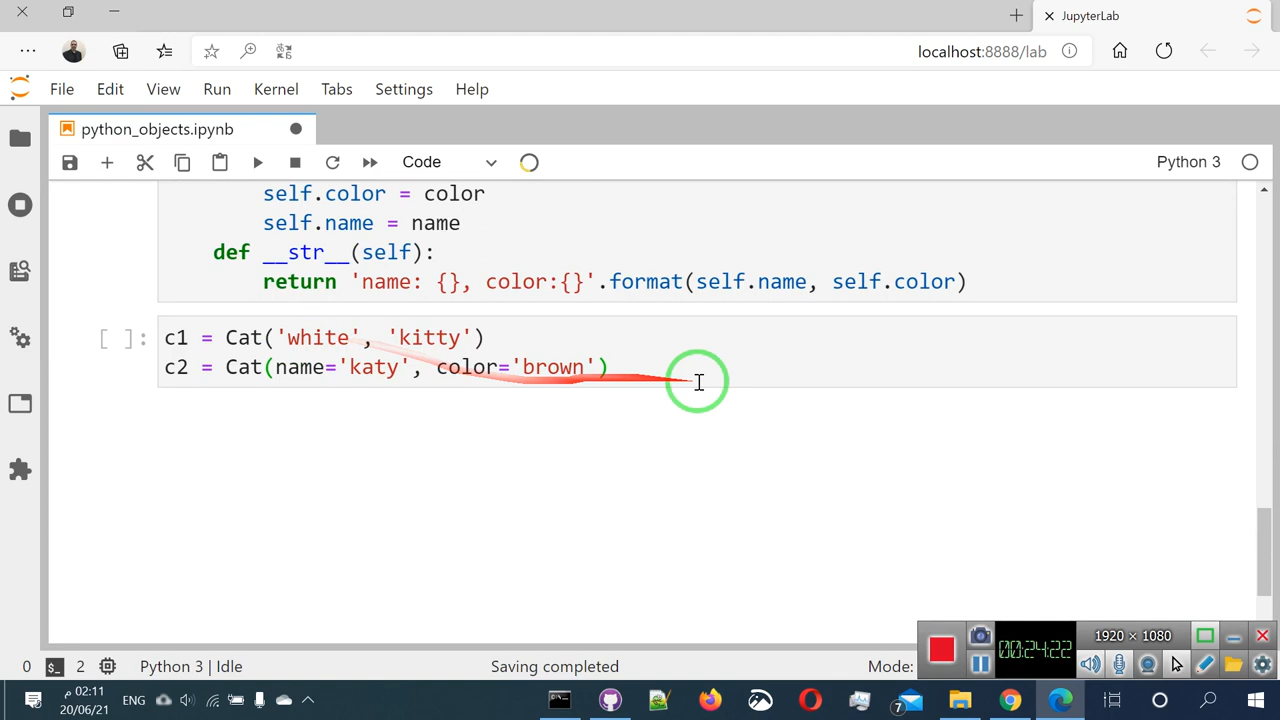 JupyterLab
localhost:8888/lab
File Edit View Run Kernel Tabs Settings Help
python_objects.ipynb
Code
Python 3
self.color = color
self.name = name
def __str__(self):
return 'name: {}, color:{}'.format(self.name, self.color)
[ ]: c1 = Cat('white', 'kitty')
c2 = Cat(name='katy', color='brown')
1920 × 1080
00:24:22
0 $_ 2 Python 3 | Idle Saving completed Mode:
02:11 م
20/06/21
ENG
7